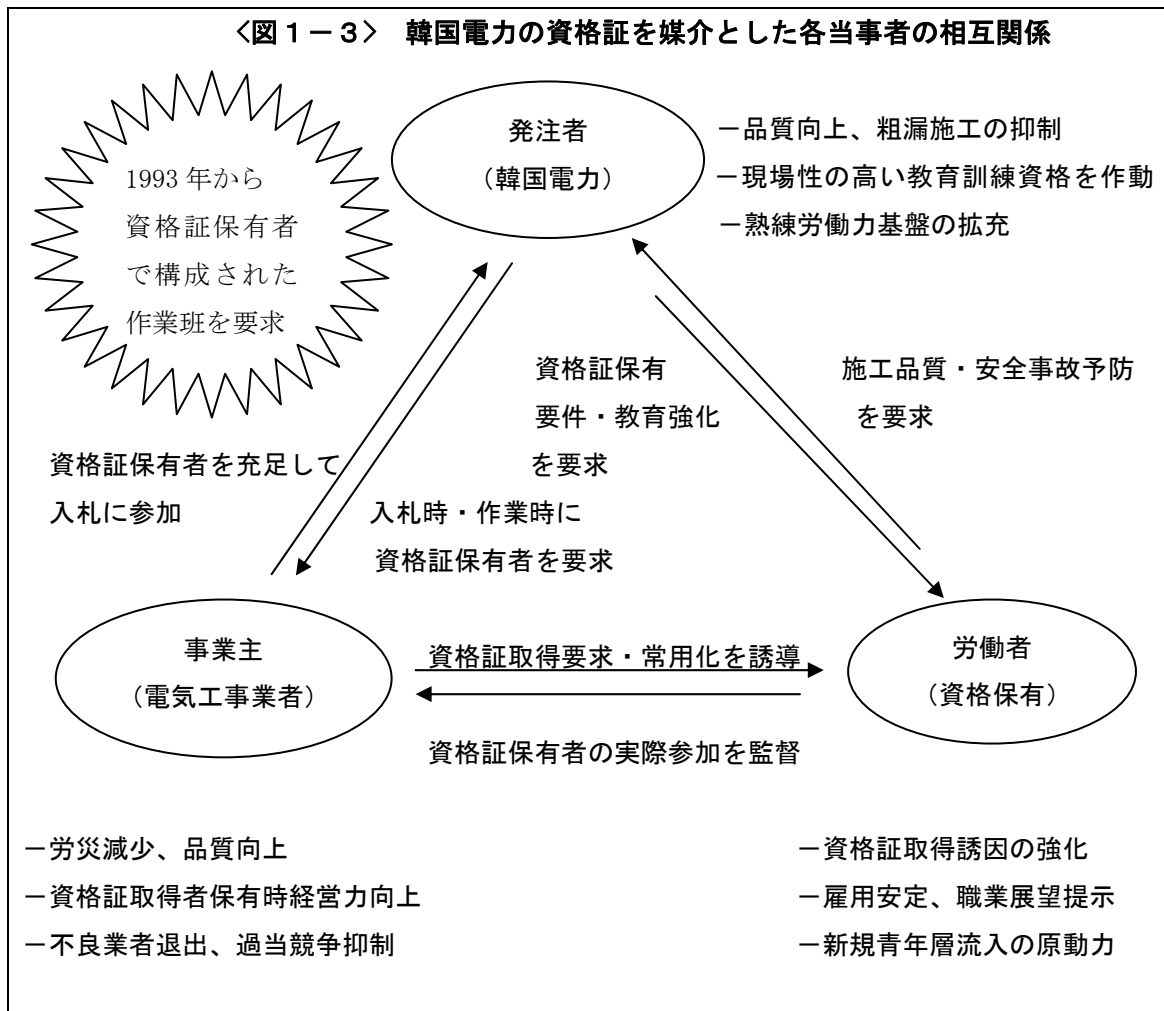 〈図１－３〉 韓国電力の資格証を媒介とした各当事者の相互関係
1993 年から
資格証保有者
で構成された
作業班を要求
発注者
（韓国電力）
－品質向上、粗漏施工の抑制
－現場性の高い教育訓練資格を作動
－熟練労働力基盤の拡充
資格証保有
要件・教育強化
を要求
施工品質・安全事故予防
を要求
資格証保有者を充足して
入札に参加
入札時・作業時に
資格証保有者を要求
事業主
（電気工事業者）
資格証取得要求・常用化を誘導
資格証保有者の実際参加を監督
労働者
（資格保有）
－労災減少、品質向上
－資格証取得者保有時経営力向上
－不良業者退出、過当競争抑制
－資格証取得誘因の強化
－雇用安定、職業展望提示
－新規青年層流入の原動力